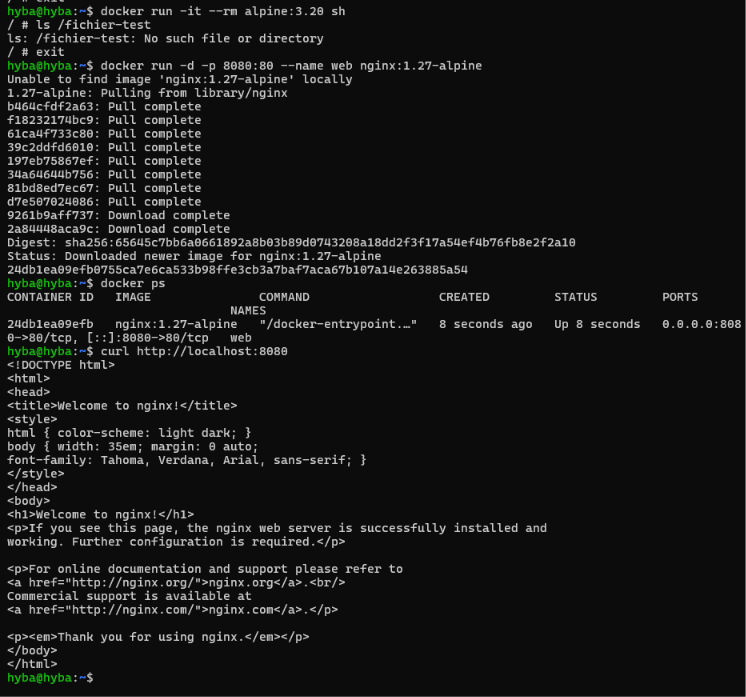 / # exit
hyba@hyba:~$ docker run -it --rm alpine:3.20 sh
/ # ls /fichier-test
ls: /fichier-test: No such file or directory
/ # exit
hyba@hyba:~$ docker run -d -p 8080:80 --name web nginx:1.27-alpine
Unable to find image 'nginx:1.27-alpine' locally
1.27-alpine: Pulling from library/nginx
b464cfdf2a63: Pull complete
f18232174bc9: Pull complete
61ca4f733c80: Pull complete
39c2ddfd6010: Pull complete
197eb75867ef: Pull complete
34a64644b756: Pull complete
81bd8ed7ec67: Pull complete
d7e507024086: Pull complete
9261b9aff737: Download complete
2a84448aca9c: Download complete
Digest: sha256:65645c7bb6a0661892a8b03b89d0743208a18dd2f3f17a54ef4b76fb8e2f2a10
Status: Downloaded newer image for nginx:1.27-alpine
24db1ea09efb0755ca7e6ca533b98ffe3cb3a7baf7aca67b107a14e263885a54
hyba@hyba:~$ docker ps
CONTAINER ID   IMAGE               COMMAND                  CREATED         STATUS         PORTS
                                NAMES
24db1ea09efb   nginx:1.27-alpine   "/docker-entrypoint.…"   8 seconds ago   Up 8 seconds   0.0.0.0:808
0->80/tcp, [::]:8080->80/tcp   web
hyba@hyba:~$ curl http://localhost:8080
<!DOCTYPE html>
<html>
<head>
<title>Welcome to nginx!</title>
<style>
html { color-scheme: light dark; }
body { width: 35em; margin: 0 auto;
font-family: Tahoma, Verdana, Arial, sans-serif; }
</style>
</head>
<body>
<h1>Welcome to nginx!</h1>
<p>If you see this page, the nginx web server is successfully installed and
working. Further configuration is required.</p>

<p>For online documentation and support please refer to
<a href="http://nginx.org/">nginx.org</a>.<br/>
Commercial support is available at
<a href="http://nginx.com/">nginx.com</a>.</p>

<p><em>Thank you for using nginx.</em></p>
</body>
</html>
hyba@hyba:~$